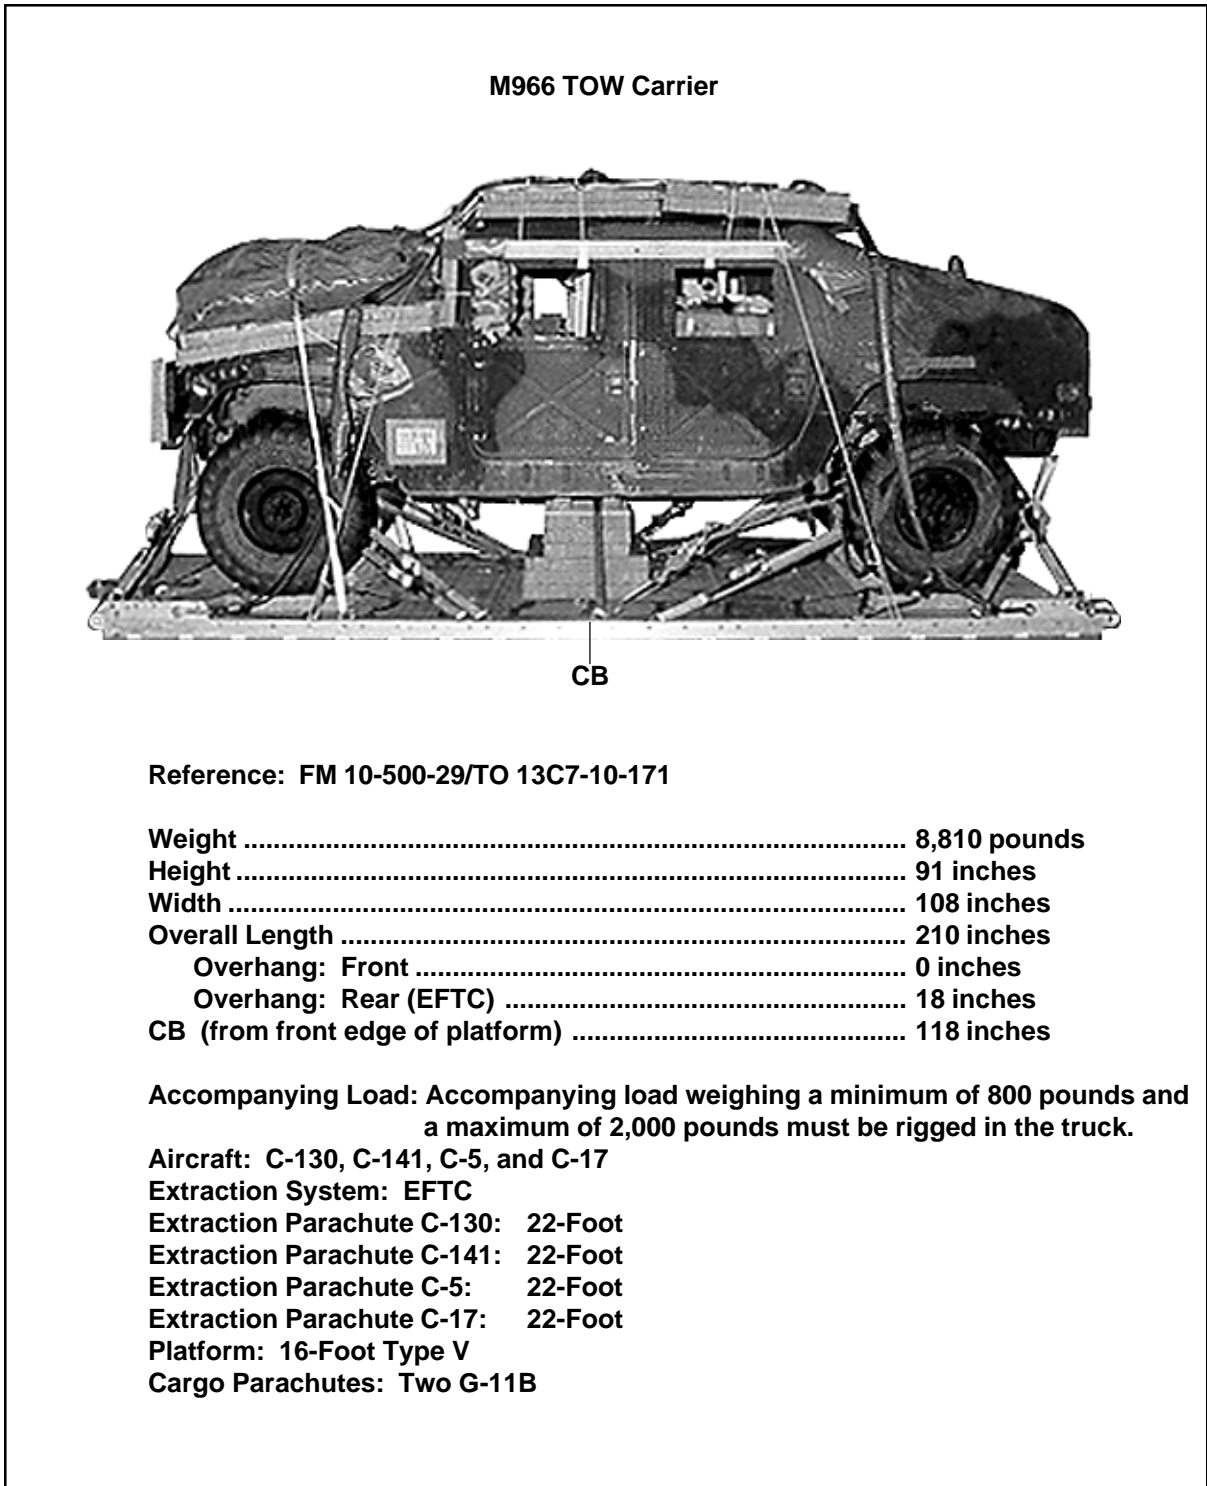 M966 TOW Carrier
CB
Reference: FM 10-500-29/TO 13C7-10-171
Weight .......................................................................................... 8,810 pounds
Height ........................................................................................... 91 inches
Width ............................................................................................ 108 inches
Overall Length ............................................................................. 210 inches
Overhang: Front ................................................................... 0 inches
Overhang: Rear (EFTC) ....................................................... 18 inches
CB (from front edge of platform) .............................................. 118 inches
Accompanying Load: Accompanying load weighing a minimum of 800 pounds and
a maximum of 2,000 pounds must be rigged in the truck.
Aircraft: C-130, C-141, C-5, and C-17
Extraction System: EFTC
Extraction Parachute C-130: 22-Foot
Extraction Parachute C-141: 22-Foot
Extraction Parachute C-5: 22-Foot
Extraction Parachute C-17: 22-Foot
Platform: 16-Foot Type V
Cargo Parachutes: Two G-11B